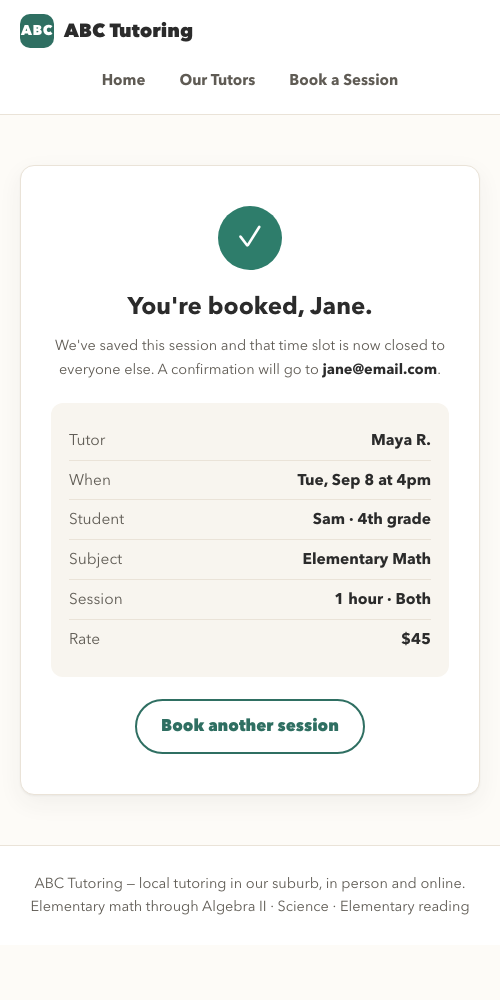 ABC ABC Tutoring
Home Our Tutors Book a Session
You're booked, Jane.
We've saved this session and that time slot is now closed to
everyone else. A confirmation will go to jane@email.com.
Tutor Maya R.
When Tue, Sep 8 at 4pm
Student Sam · 4th grade
Subject Elementary Math
Session 1 hour · Both
Rate $45
Book another session
ABC Tutoring — local tutoring in our suburb, in person and online.
Elementary math through Algebra II · Science · Elementary reading